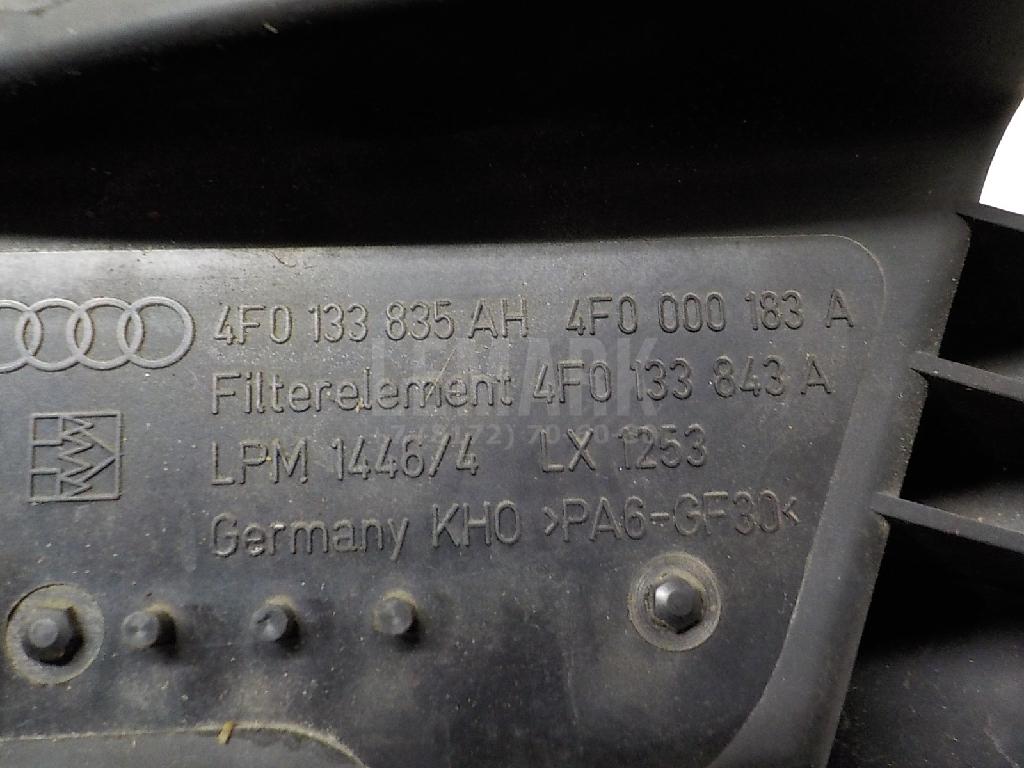 4F0 133 835 AH 4F0 000 183 A
Filterelement 4F0 133 843 A
LEMARK
LPM 1446/4 LX 1253
Germany KHO >PA6-GF30<